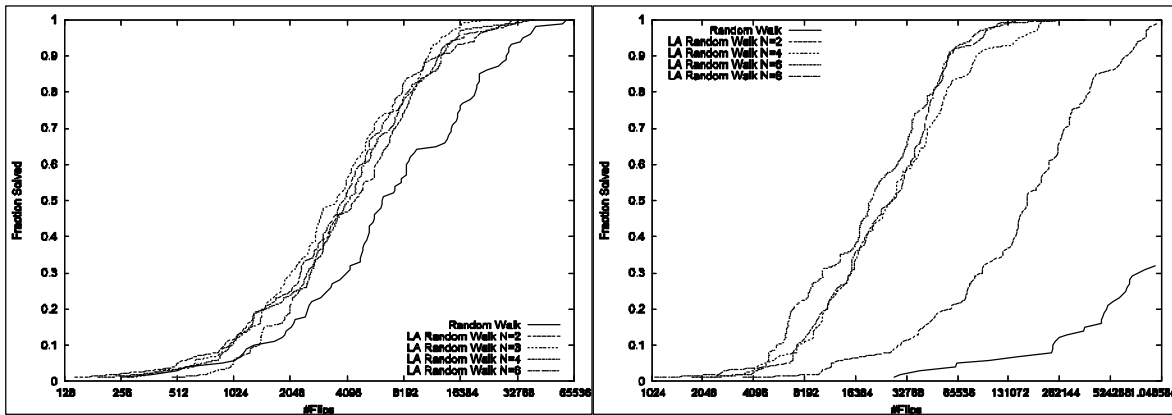 1
0.9
0.8
0.7
0.6
0.5
0.4
0.3
0.2
0.1
0
Fraction Solved
128
256
512
1024
2048
4096
8192
16384
32768
65536
#Flips
Random Walk
LA Random Walk N=2
LA Random Walk N=3
LA Random Walk N=4
LA Random Walk N=6
1
0.9
0.8
0.7
0.6
0.5
0.4
0.3
0.2
0.1
0
Fraction Solved
Random Walk
LA Random Walk N=2
LA Random Walk N=4
LA Random Walk N=6
LA Random Walk N=8
1024
2048
4096
8192
16384
32768
65536
131072
262144
#Flips